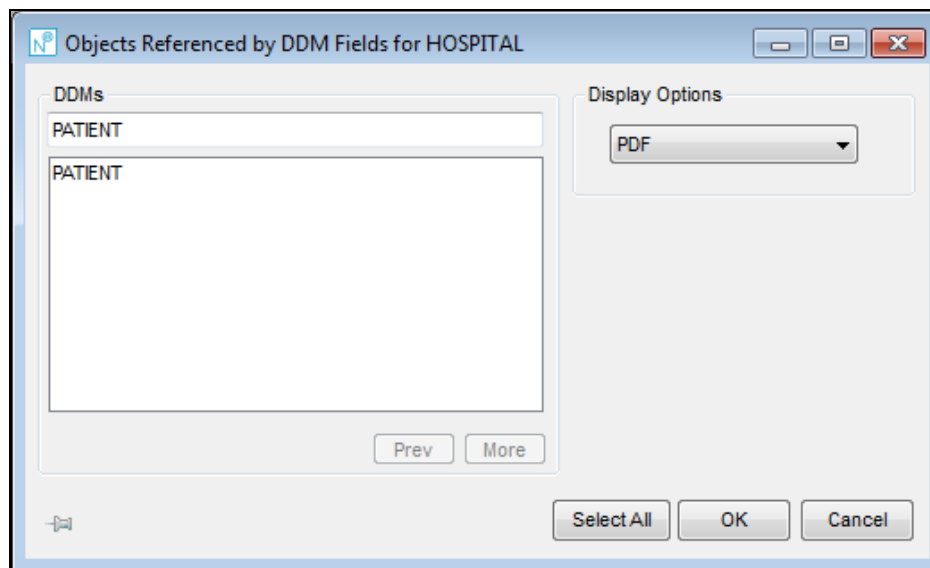 N Objects Referenced by DDM Fields for HOSPITAL
DDMs
PATIENT
PATIENT
Prev More
Display Options
PDF
Select All OK Cancel